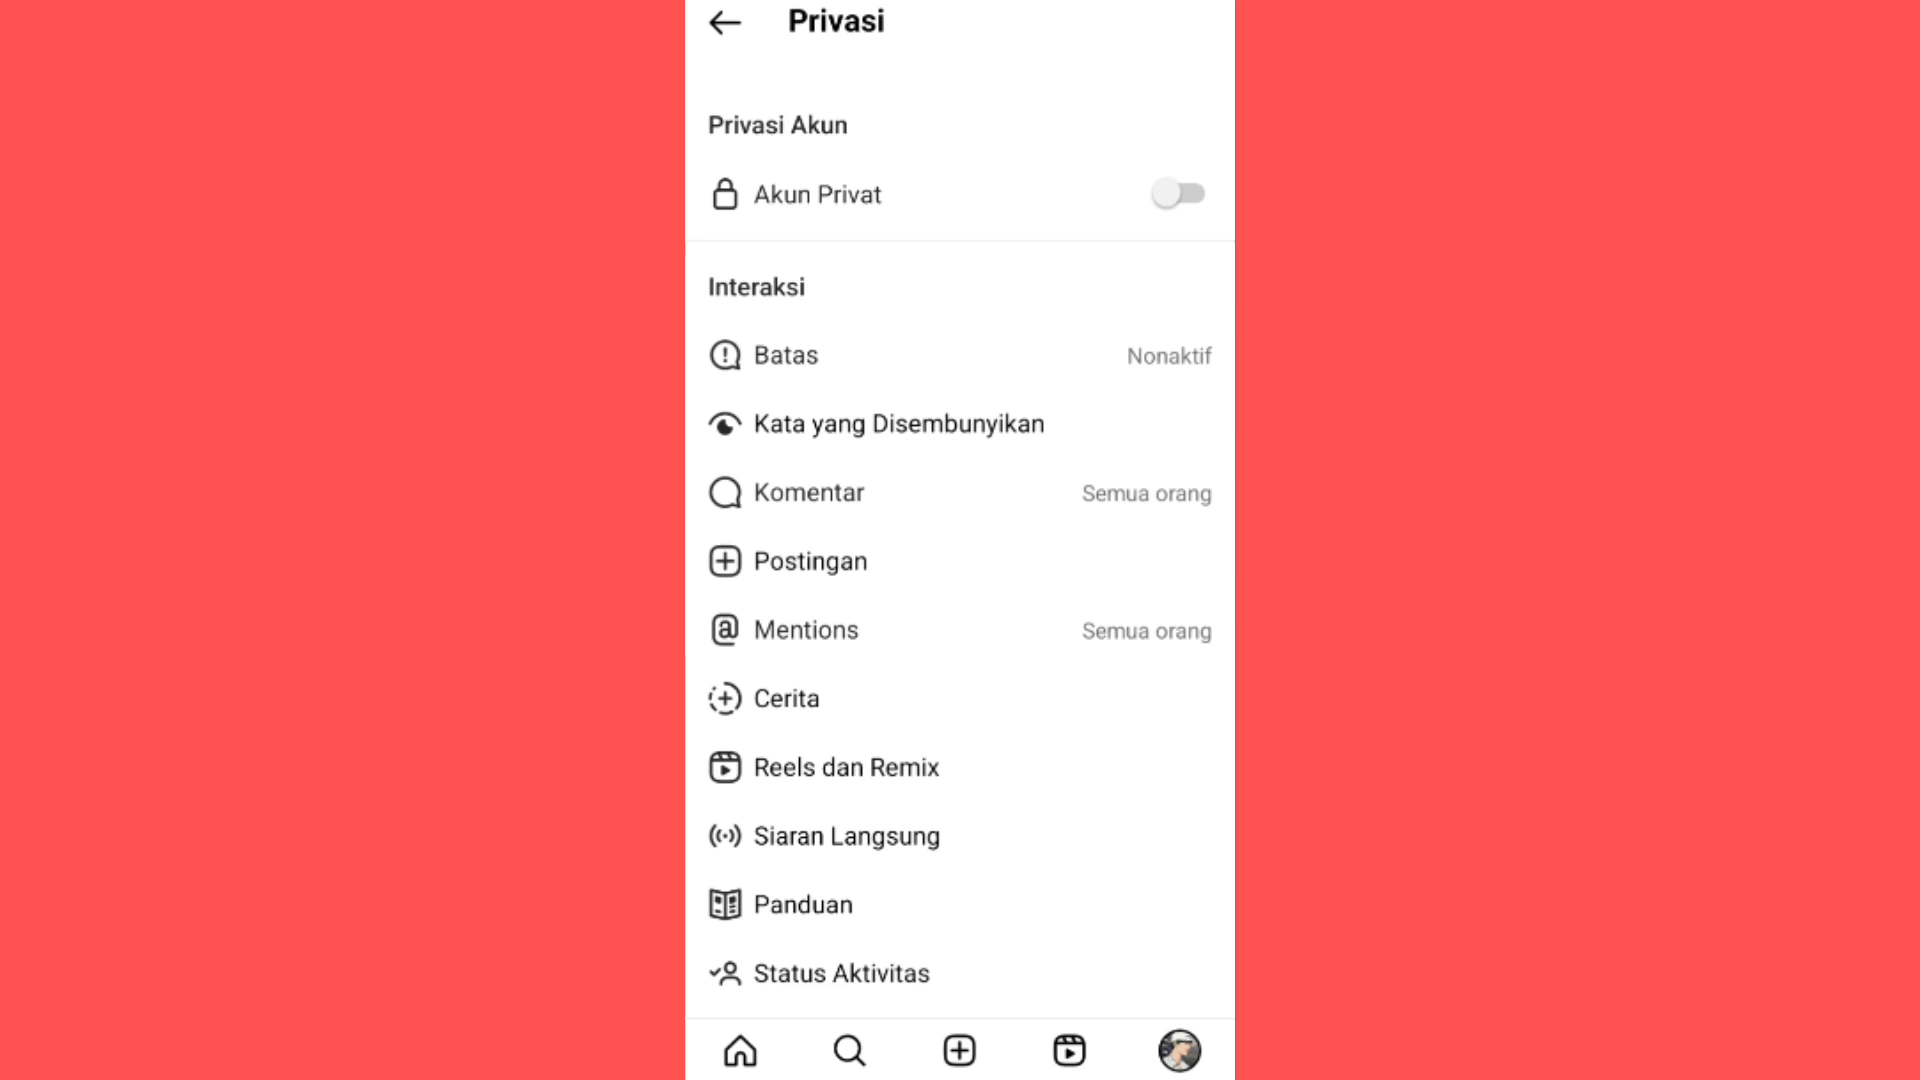 Privasi
Privasi Akun
Akun Privat
Interaksi
Batas Nonaktif
Kata yang Disembunyikan
Komentar Semua orang
Postingan
Mentions Semua orang
Cerita
Reels dan Remix
Siaran Langsung
Panduan
Status Aktivitas